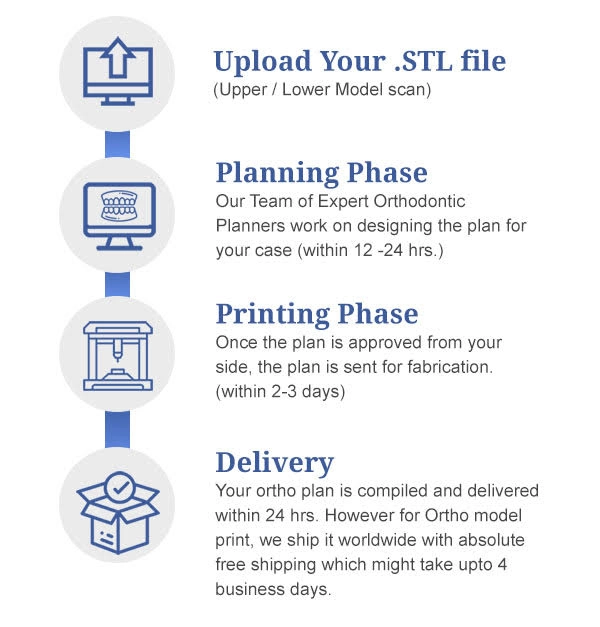 Upload Your .STL file
(Upper / Lower Model scan)
Planning Phase
Our Team of Expert Orthodontic
Planners work on designing the plan for
your case (within 12 -24 hrs.)
Printing Phase
Once the plan is approved from your
side, the plan is sent for fabrication.
(within 2-3 days)
Delivery
Your ortho plan is compiled and delivered
within 24 hrs. However for Ortho model
print, we ship it worldwide with absolute
free shipping which might take upto 4
business days.